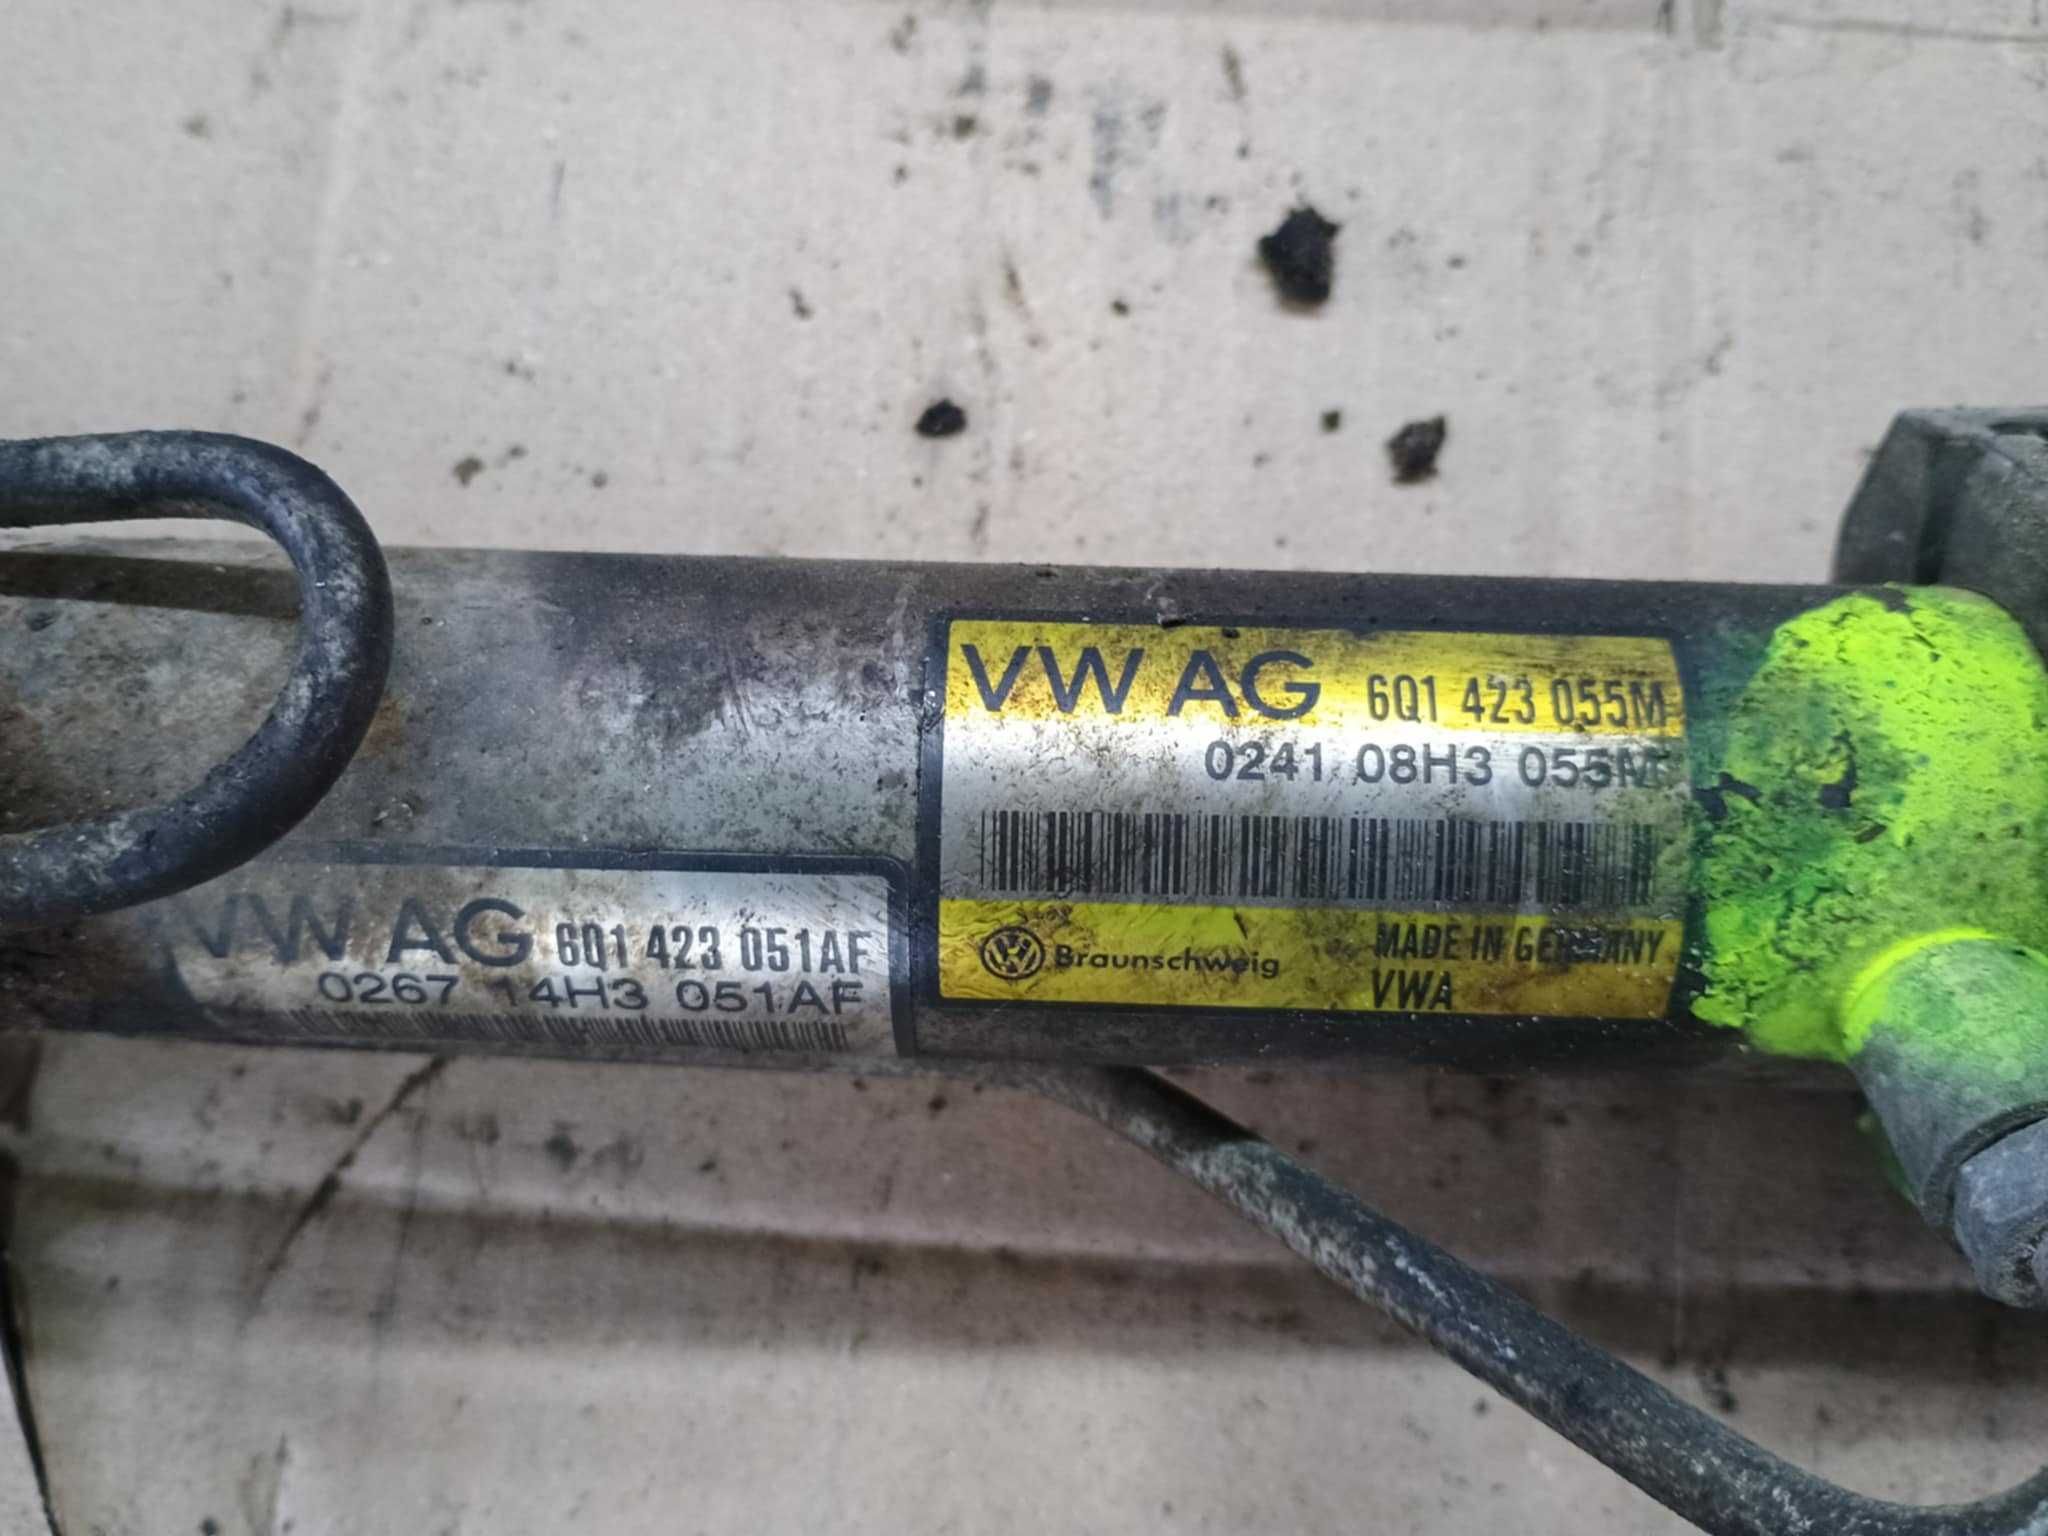 VW AG 6Q1 423 055M
0241 08H3 055M
Braunschweig
MADE IN GERMANY
VWA
VW AG 6Q1 423 051AF
0267 14H3 051AF